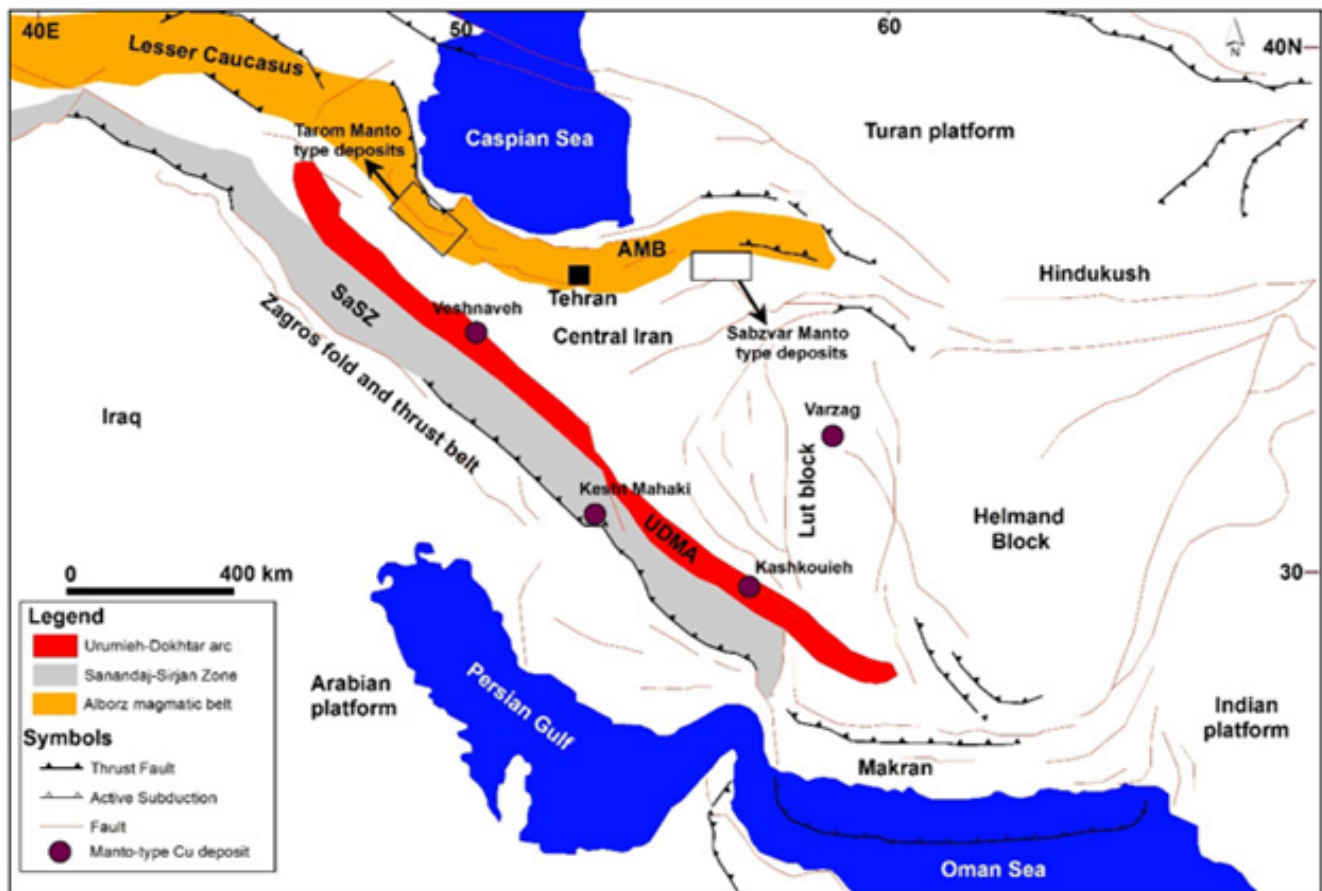 40E
50
60
40N
N
Lesser Caucasus
Tarom Manto
type deposits
Caspian Sea
Turan platform
AMB
Tehran
Hindukush
SaSZ
Veshnaveh
Central Iran
Sabzvar Manto
type deposits
Zagros fold and thrust belt
Iraq
Varzag
Lut block
Kesht Mahaki
UDMA
Helmand
Block
Kashkouieh
30
0 400 km
Legend
Urumieh-Dokhtar arc
Sanandaj-Sirjan Zone
Alborz magmatic belt
Symbols
Thrust Fault
Active Subduction
Fault
Manto-type Cu deposit
Arabian
platform
Persian Gulf
Indian
platform
Makran
Oman Sea